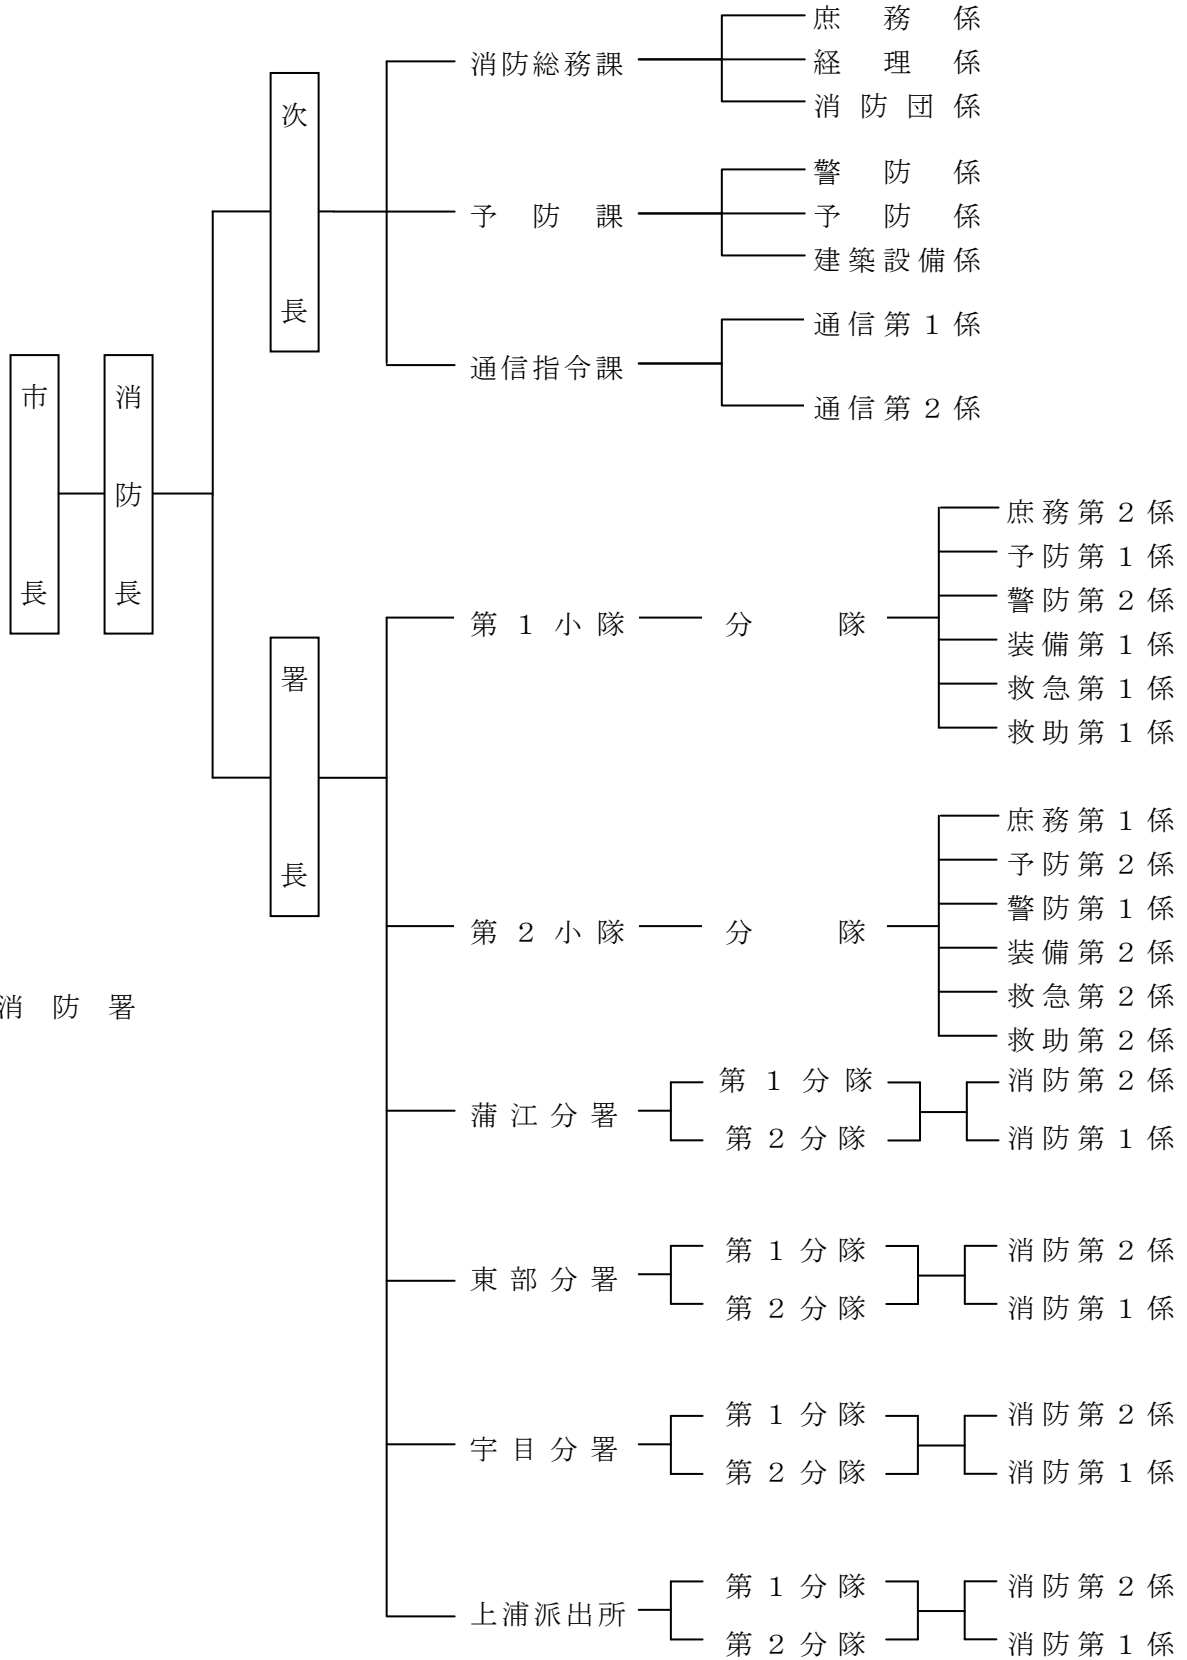 庶務係
消防総務課
経理係
消防団係
次長
警防係
予防課
予防係
建築設備係
通信第１係
通信指令課
通信第２係
市長
消防長
庶務第２係
予防第１係
警防第２係
第１小隊
分隊
装備第１係
救急第１係
救助第１係
署長
庶務第１係
予防第２係
警防第１係
第２小隊
分隊
装備第２係
救急第２係
救助第２係
消防署
蒲江分署
第１分隊
第２分隊
消防第２係
消防第１係
東部分署
第１分隊
第２分隊
消防第２係
消防第１係
宇目分署
第１分隊
第２分隊
消防第２係
消防第１係
上浦派出所
第１分隊
第２分隊
消防第２係
消防第１係